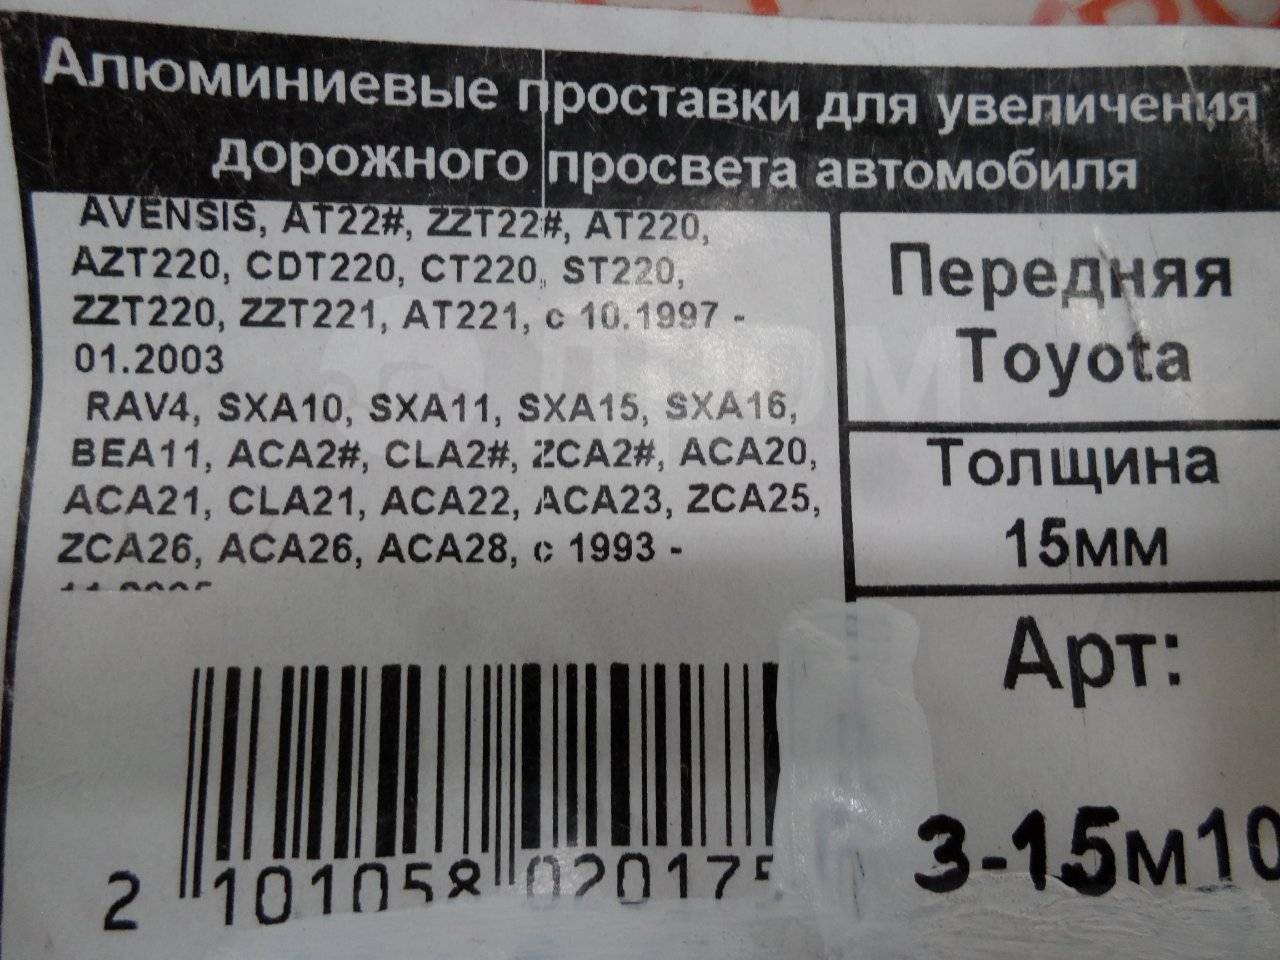 Алюминиевые проставки для увеличения
дорожного просвета автомобиля
AVENSIS, AT22#, ZZT22#, AT220,
AZT220, CDT220, CT220, ST220,
ZZT220, ZZT221, AT221, с 10.1997 -
01.2003
RAV4, SXA10, SXA11, SXA15, SXA16,
BEA11, ACA2#, CLA2#, ZCA2#, ACA20,
ACA21, CLA21, ACA22, ACA23, ZCA25,
ZCA26, ACA26, ACA28, с 1993 -
Передняя
Toyota
Толщина
15мм
Арт:
3-15м10
2 101058 020175
ДРОМ